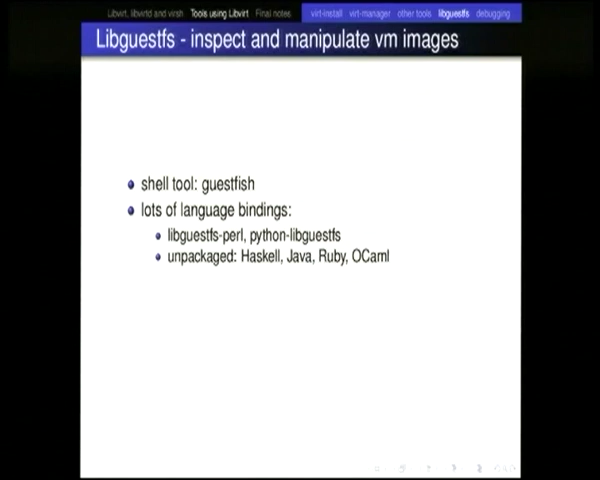 Libvirt, libvirtd and virsh Tools using Libvirt Final notes virt-install virt-manager other tools libguestfs debugging
Libguestfs - inspect and manipulate vm images
shell tool: guestfish
lots of language bindings:
libguestfs-perl, python-libguestfs
unpackaged: Haskell, Java, Ruby, OCaml